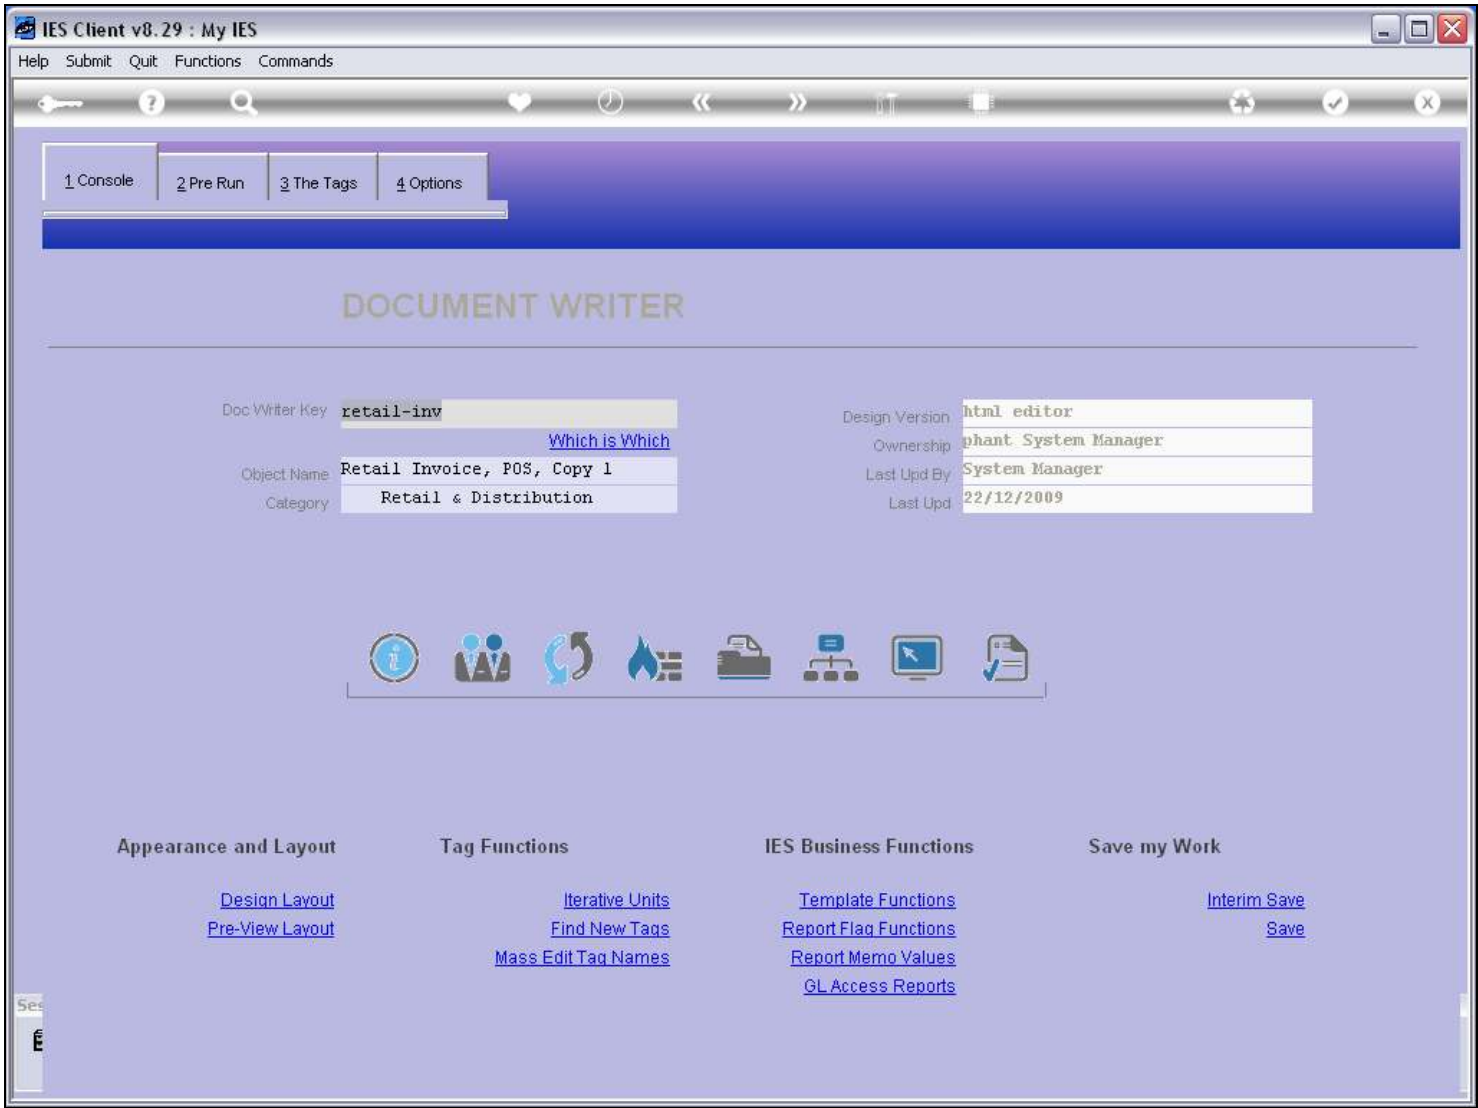 IES Client v8.29 : My IES
Help Submit Quit Functions Commands
1 Console 2 Pre Run 3 The Tags 4 Options
DOCUMENT WRITER
Doc Writer Key retail-inv
Which is Which
Object Name Retail Invoice, POS, Copy 1
Category Retail & Distribution
Design Version html editor
Ownership phant System Manager
Last Upd By System Manager
Last Upd 22/12/2009
Appearance and Layout
Design Layout
Pre-View Layout
Tag Functions
Iterative Units
Find New Tags
Mass Edit Tag Names
IES Business Functions
Template Functions
Report Flag Functions
Report Memo Values
GL Access Reports
Save my Work
Interim Save
Save
Ses